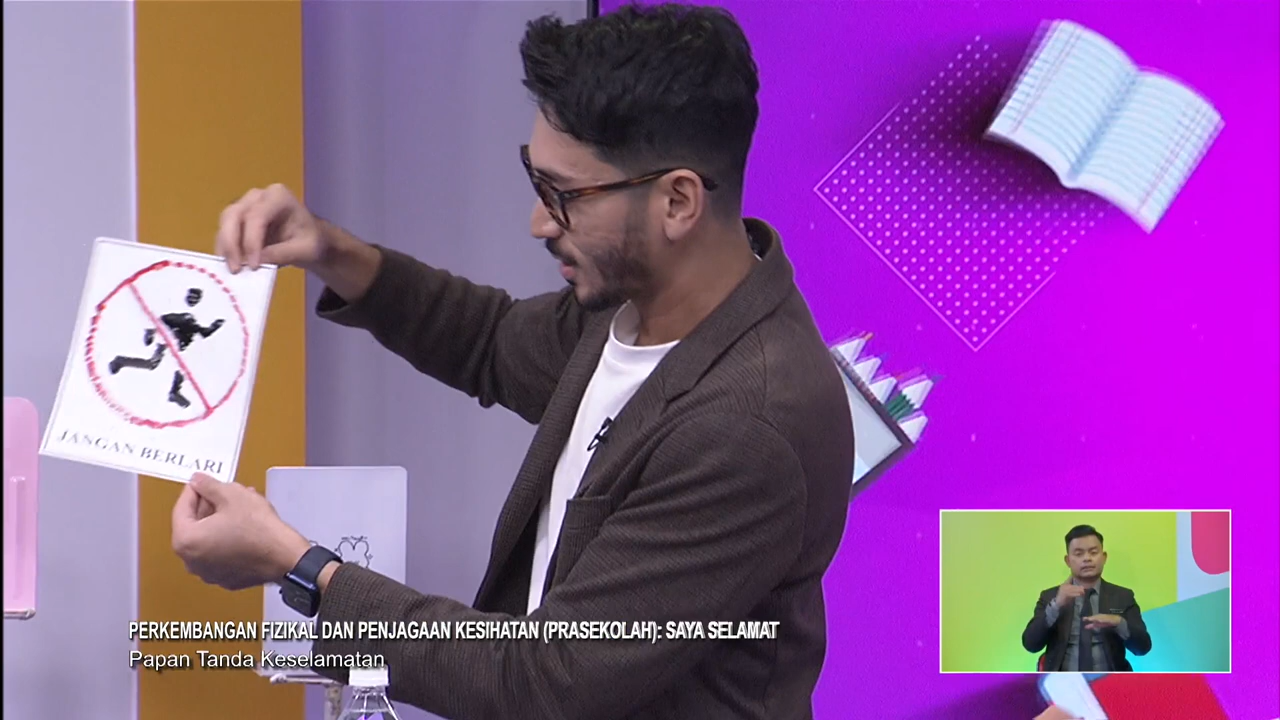 JANGAN BERLARI
PERKEMBANGAN FIZIKAL DAN PENJAGAAN KESIHATAN (PRASEKOLAH): SAYA SELAMAT
Papan Tanda Keselamatan